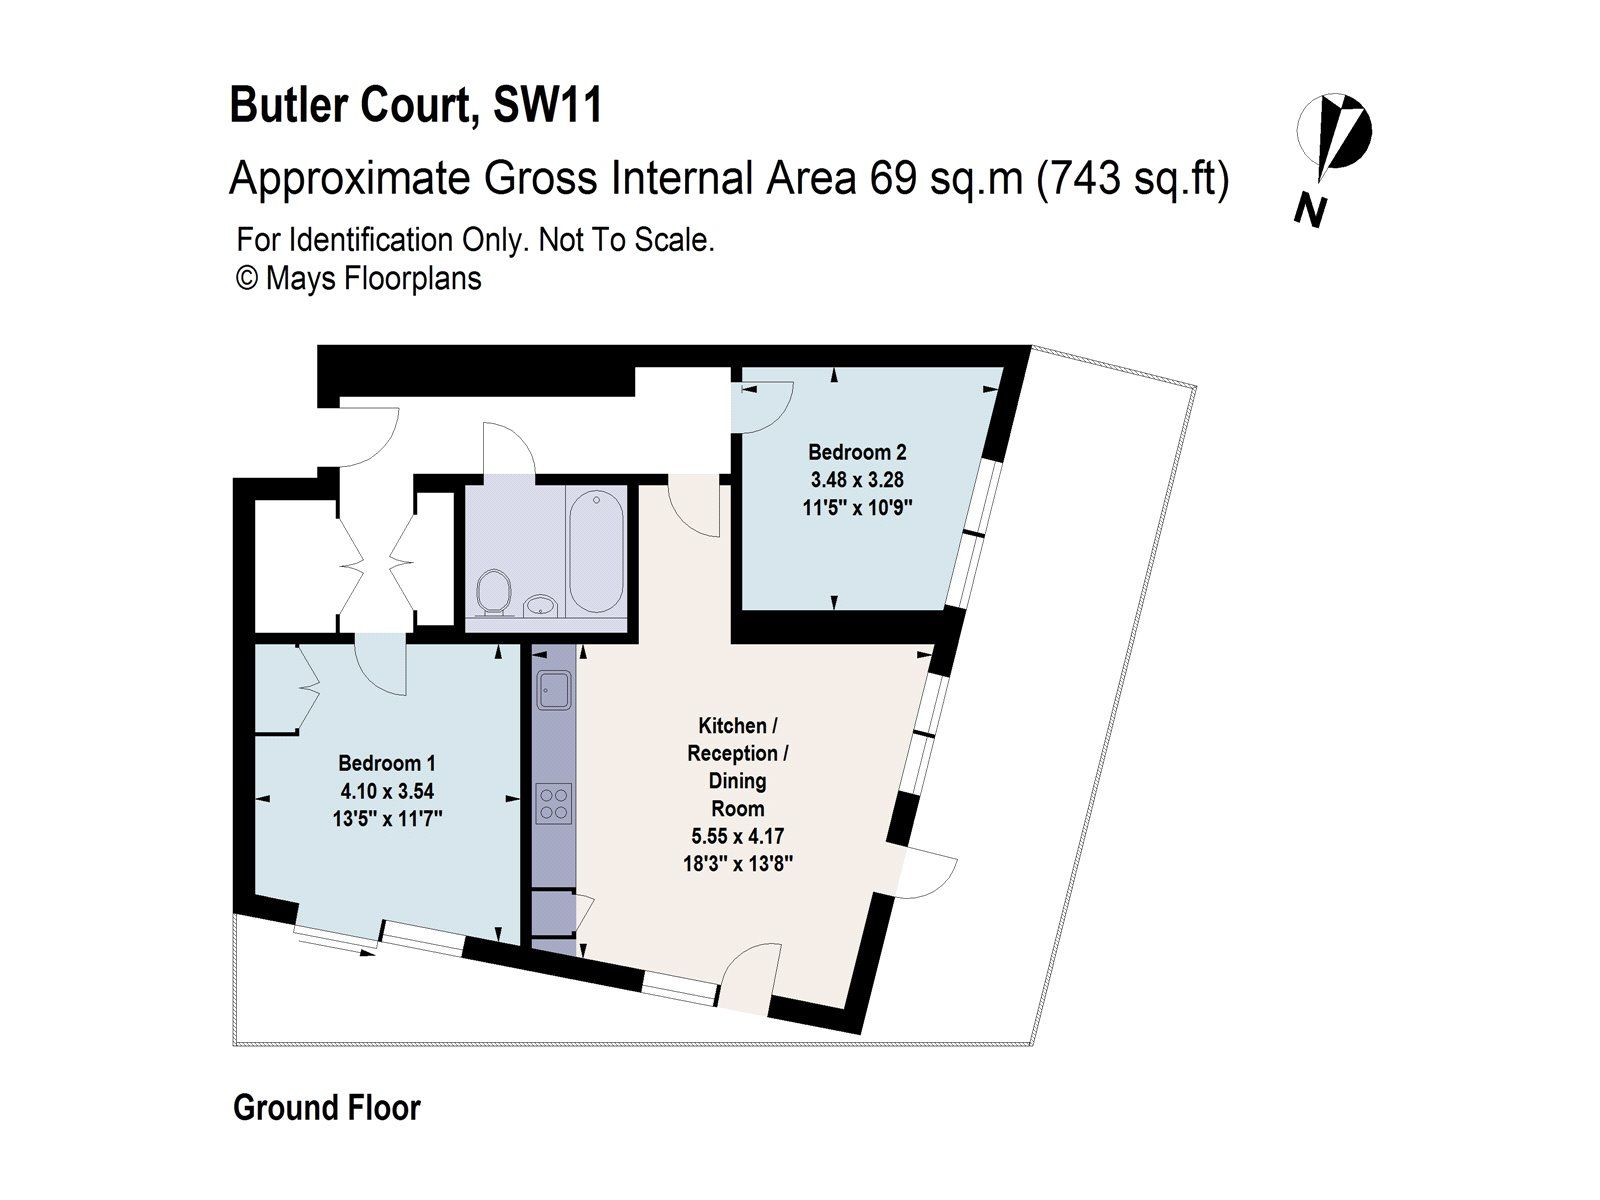 Butler Court, SW11
Approximate Gross Internal Area 69 sq.m (743 sq.ft)
For Identification Only. Not To Scale.
© Mays Floorplans
N
Bedroom 2
3.48 x 3.28
11'5" x 10'9"
Kitchen /
Reception /
Dining
Room
5.55 x 4.17
18'3" x 13'8"
Bedroom 1
4.10 x 3.54
13'5" x 11'7"
Ground Floor